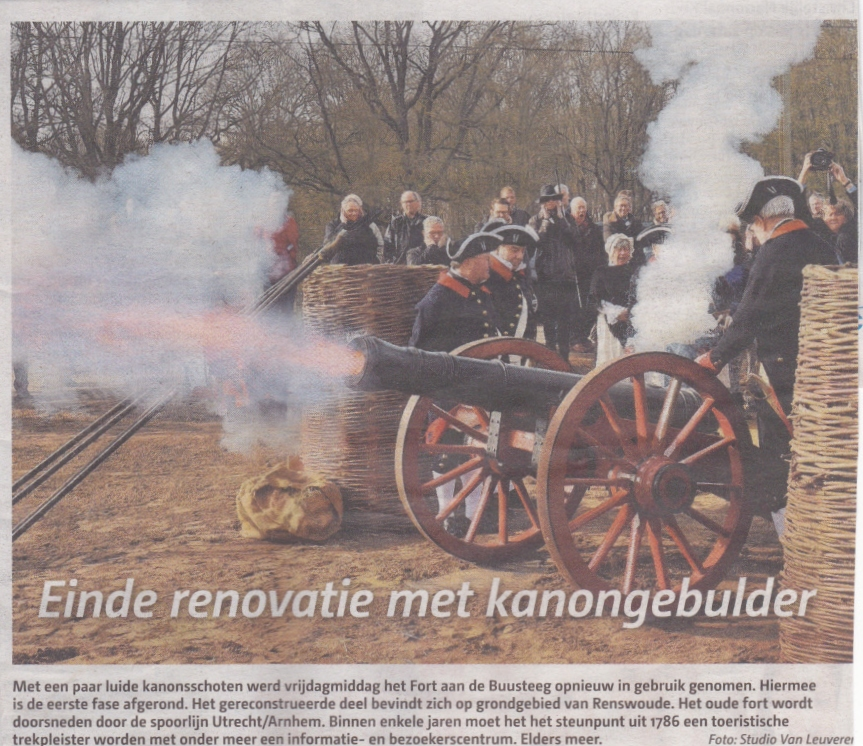 Einde renovatie met kanongebulder
Met een paar luide kanonsschoten werd vrijdagmiddag het Fort aan de Buusteeg opnieuw in gebruik genomen. Hiermee
is de eerste fase afgerond. Het gereconstrueerde deel bevindt zich op grondgebied van Renswoude. Het oude fort wordt
doorsneden door de spoorlijn Utrecht/Arnhem. Binnen enkele jaren moet het het steunpunt uit 1786 een toeristische
trekpleister worden met onder meer een informatie- en bezoekerscentrum. Elders meer. Foto: Studio Van Leuveren